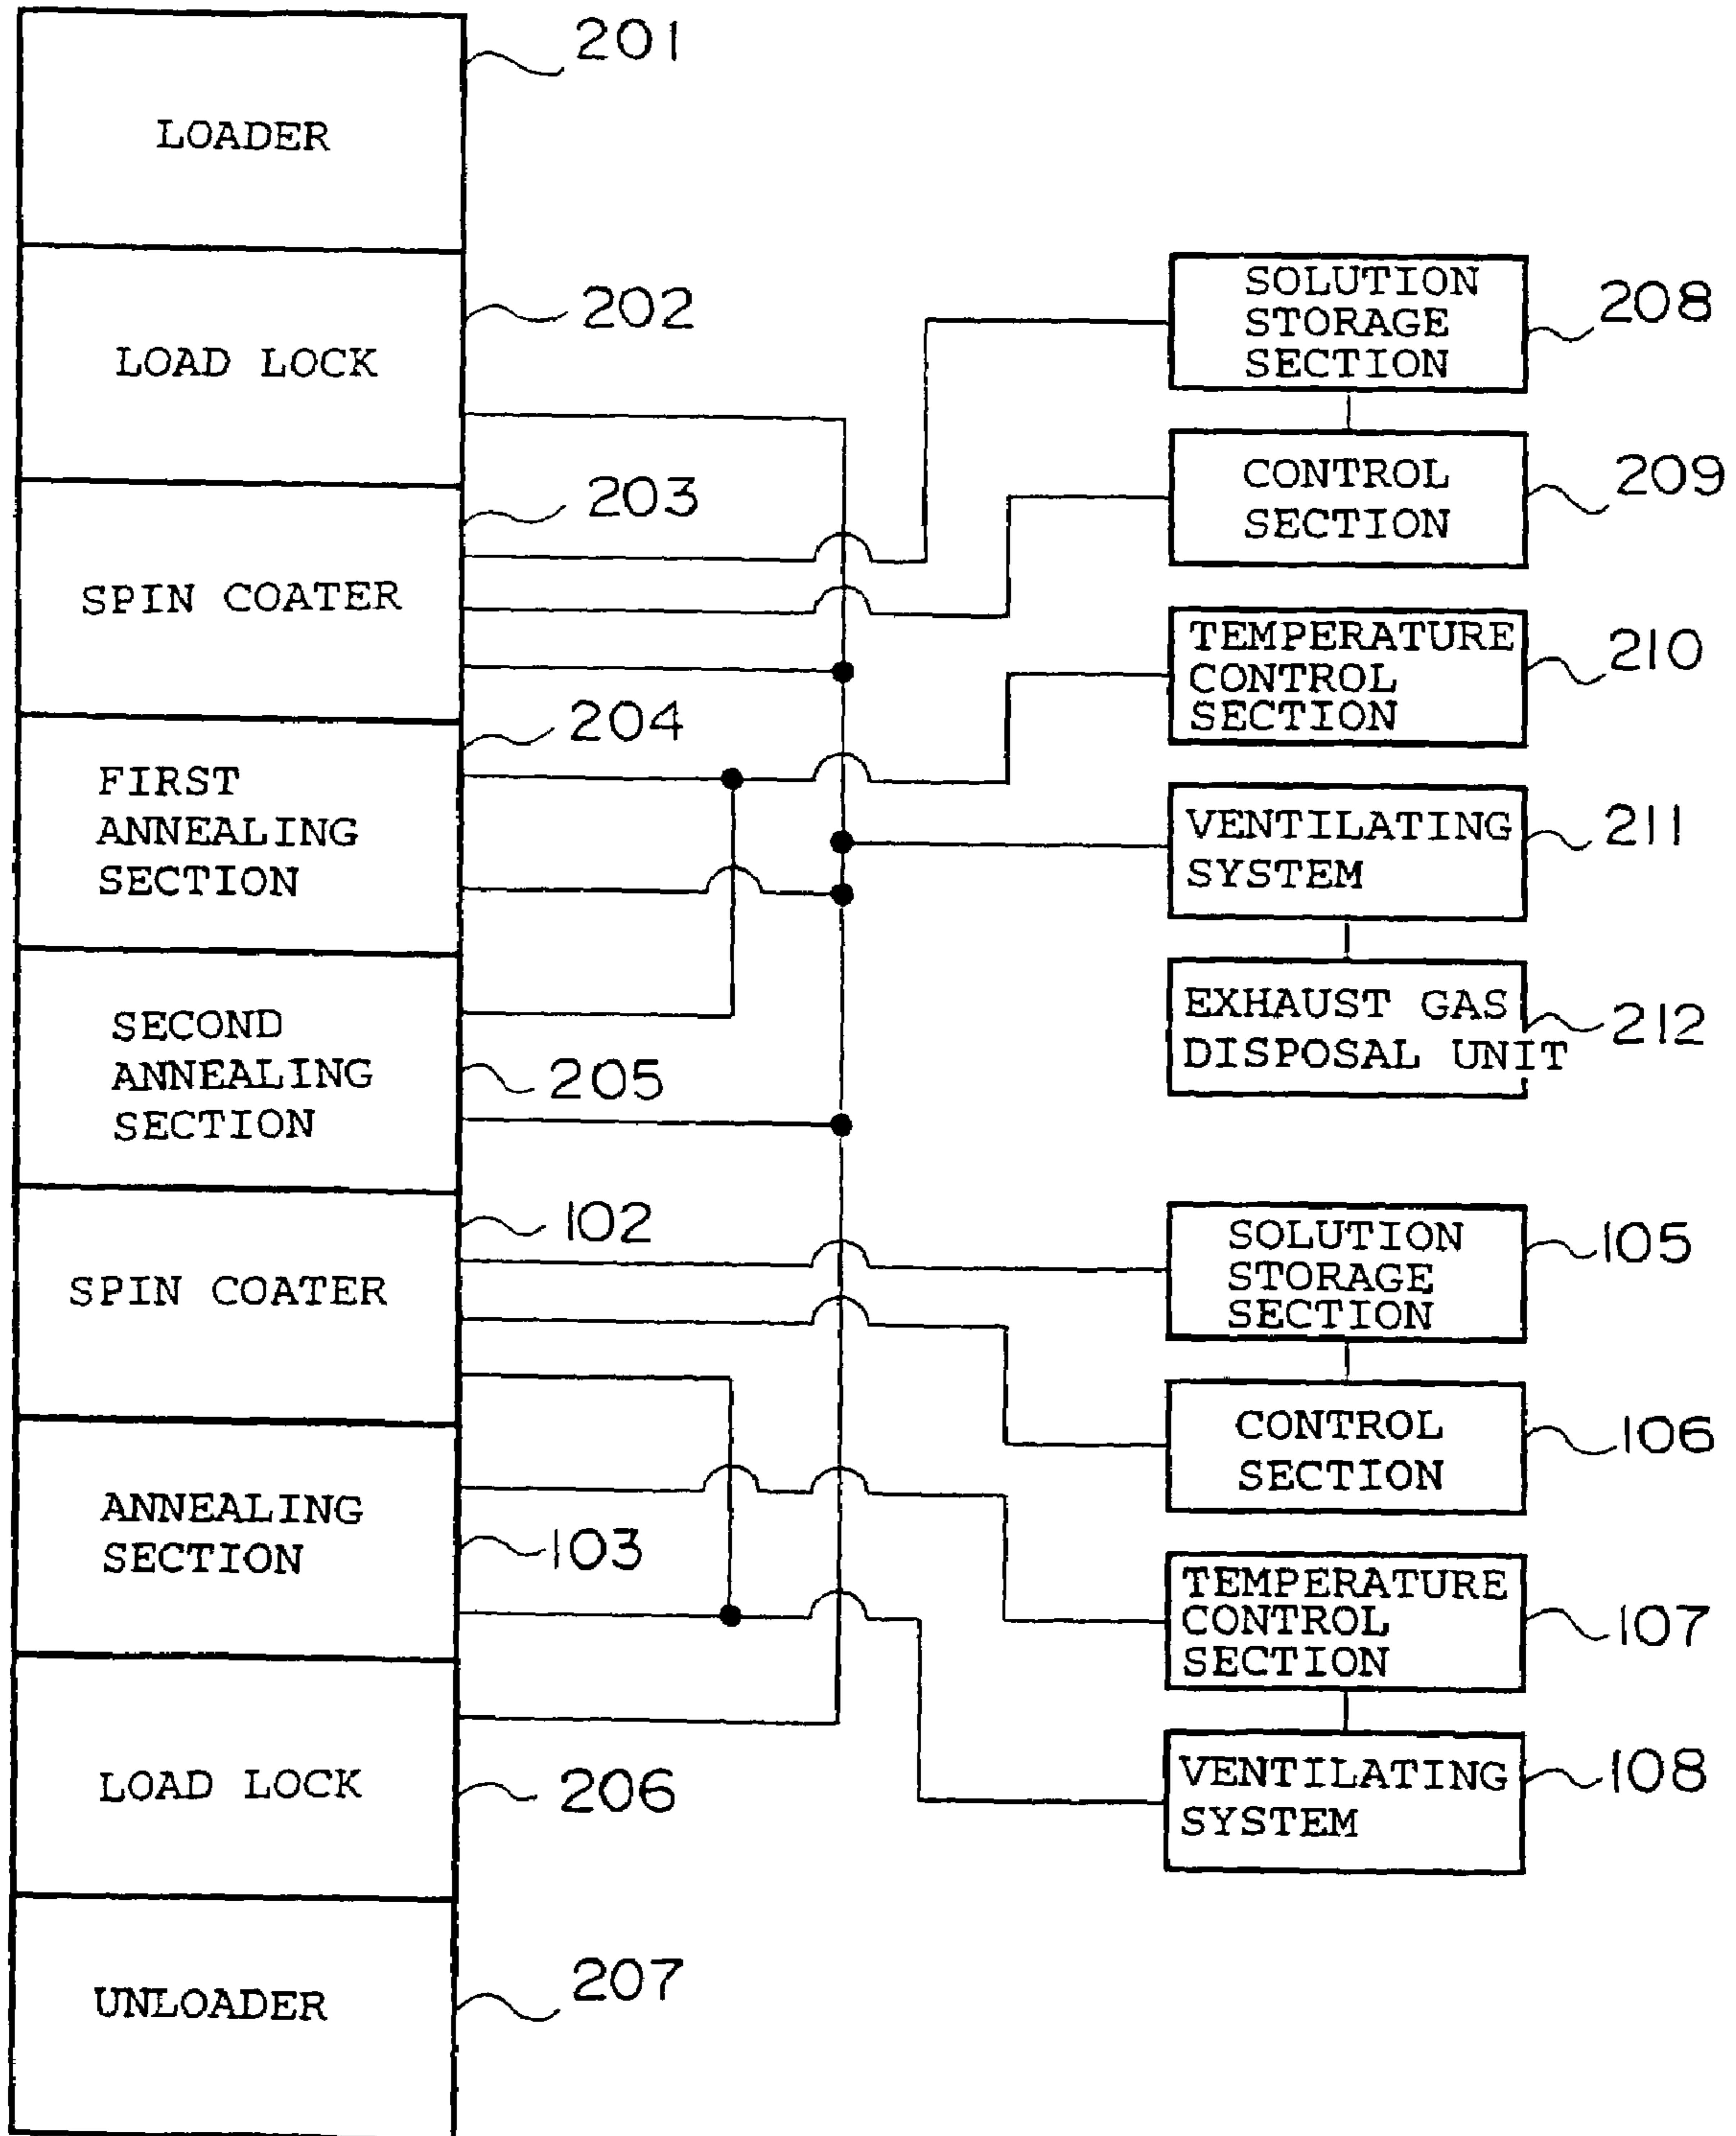 201
LOADER
202
LOAD LOCK
203
SPIN COATER
204
FIRST
ANNEALING
SECTION
SECOND
ANNEALING
SECTION
205
102
SPIN COATER
ANNEALING
SECTION
103
LOAD LOCK
206
207
UNLOADER
SOLUTION
STORAGE
SECTION
208
CONTROL
SECTION
209
TEMPERATURE
CONTROL
SECTION
210
VENTILATING
SYSTEM
211
EXHAUST GAS
DISPOSAL UNIT
212
SOLUTION
STORAGE
SECTION
105
CONTROL
SECTION
106
TEMPERATURE
CONTROL
SECTION
107
VENTILATING
SYSTEM
108